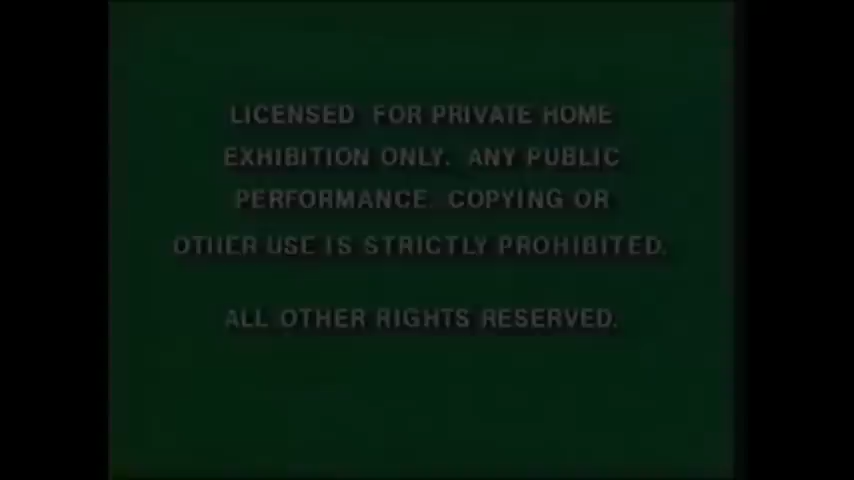 LICENSED FOR PRIVATE HOME
EXHIBITION ONLY. ANY PUBLIC
PERFORMANCE, COPYING OR
OTHER USE IS STRICTLY PROHIBITED.
ALL OTHER RIGHTS RESERVED.